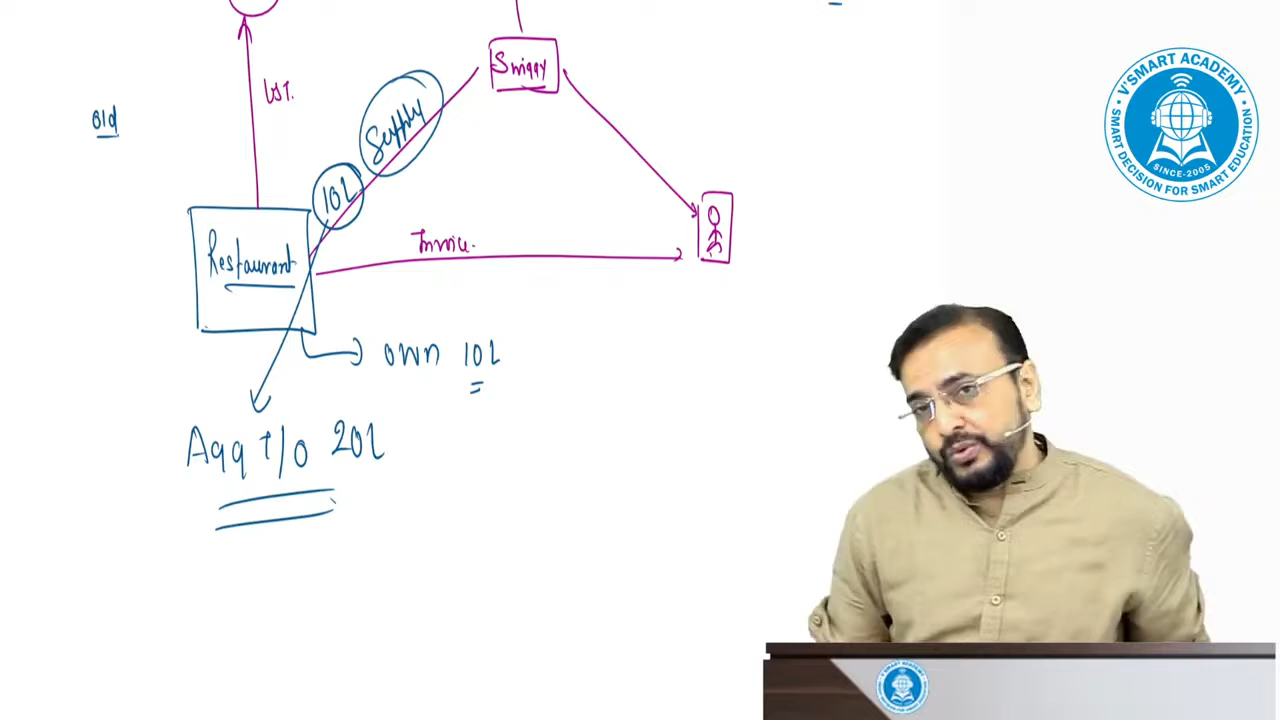 Swiggy
GST.
Old
Supply
10L
Invoice.
Restaurant
own 10L
Agg T/O 20L
V'SMART ACADEMY
SMART DECISION FOR SMART EDUCATION
SINCE-2005